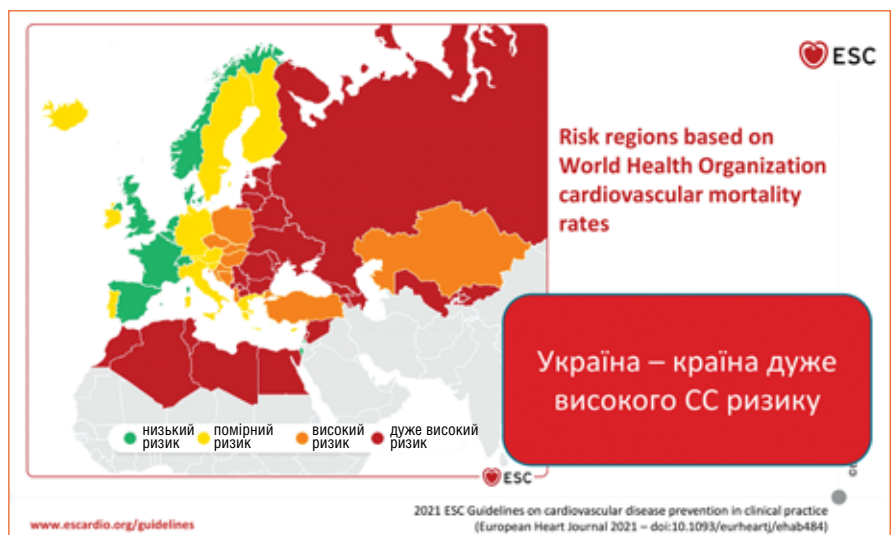 ESC
Risk regions based on
World Health Organization
cardiovascular mortality
rates
Україна – країна дуже
високого СС ризику
низький ризик
помірний ризик
високий ризик
дуже високий ризик
ESC
www.escardio.org/guidelines
2021 ESC Guidelines on cardiovascular disease prevention in clinical practice
(European Heart Journal 2021 – doi:10.1093/eurheartj/ehab484)